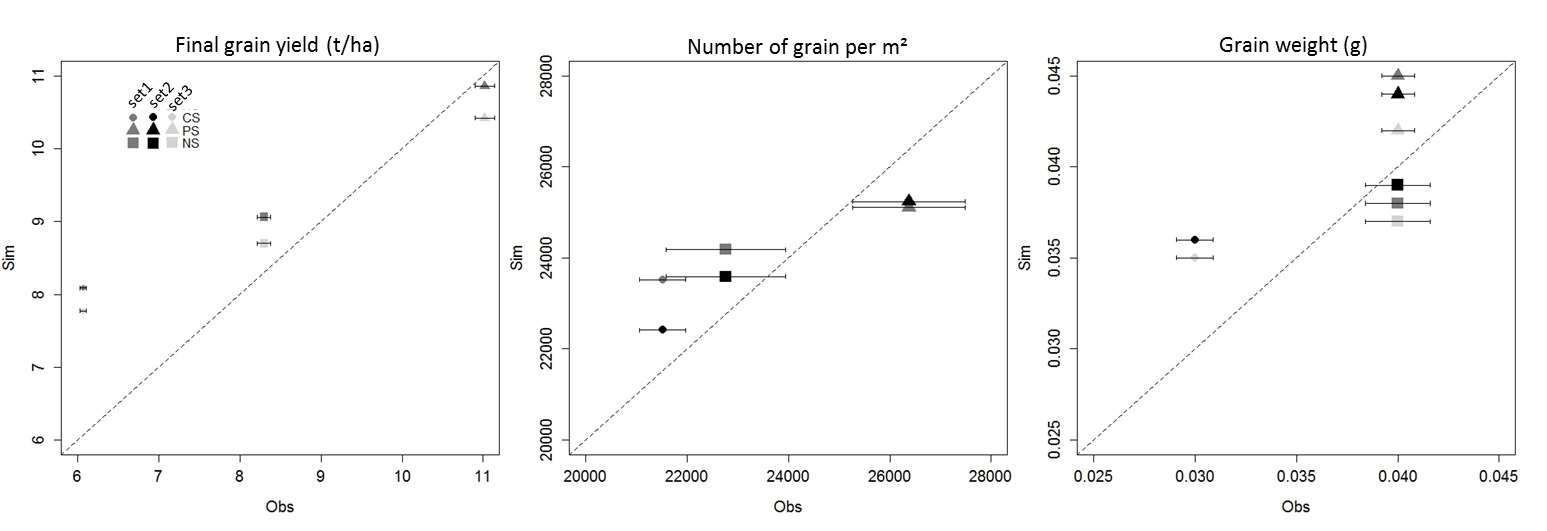 Final grain yield (t/ha)
set1 set2 set3
CS
PS
NS
11
10
9
8
7
6
Sim
6 7 8 9 10 11
Obs
Number of grain per m²
28000
26000
24000
22000
20000
Sim
20000 22000 24000 26000 28000
Obs
Grain weight (g)
0.045
0.040
0.035
0.030
0.025
Sim
0.025 0.030 0.035 0.040 0.045
Obs